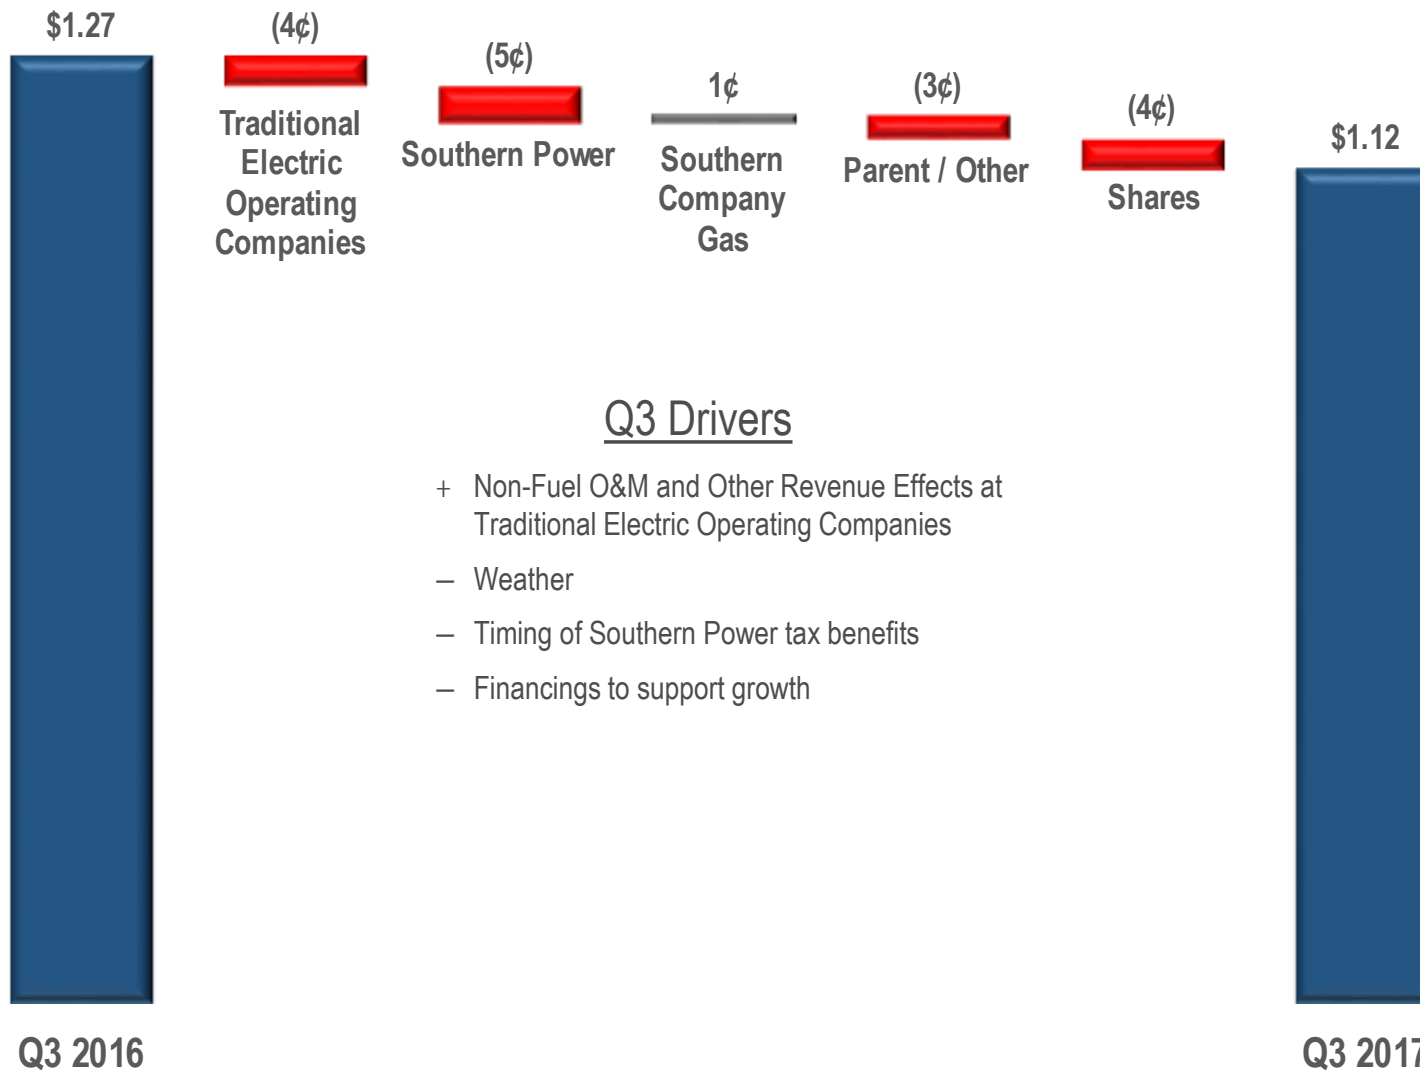 $1.27
(4¢)
Traditional
Electric
Operating
Companies
(5¢)
Southern Power
1¢
Southern
Company
Gas
(3¢)
Parent / Other
(4¢)
Shares
$1.12
Q3 Drivers
+ Non-Fuel O&M and Other Revenue Effects at
Traditional Electric Operating Companies
– Weather
– Timing of Southern Power tax benefits
– Financings to support growth
Q3 2016
Q3 2017